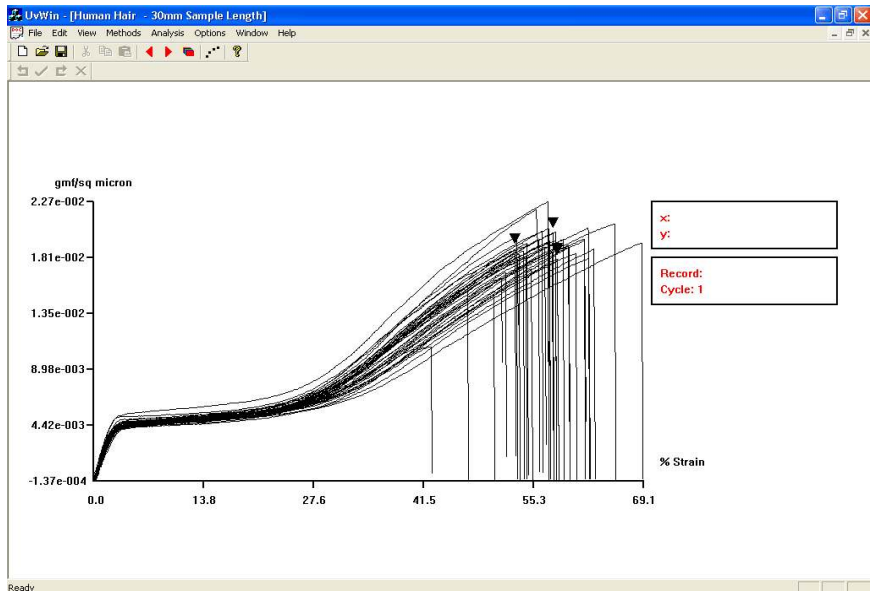 UvWin - [Human Hair - 30mm Sample Length]
File Edit View Methods Analysis Options Window Help
gmf/sq micron
2.27e-002
1.81e-002
1.35e-002
8.98e-003
4.42e-003
-1.37e-004
0.0 13.8 27.6 41.5 55.3 69.1
% Strain
x:
y:
Record:
Cycle: 1
Ready